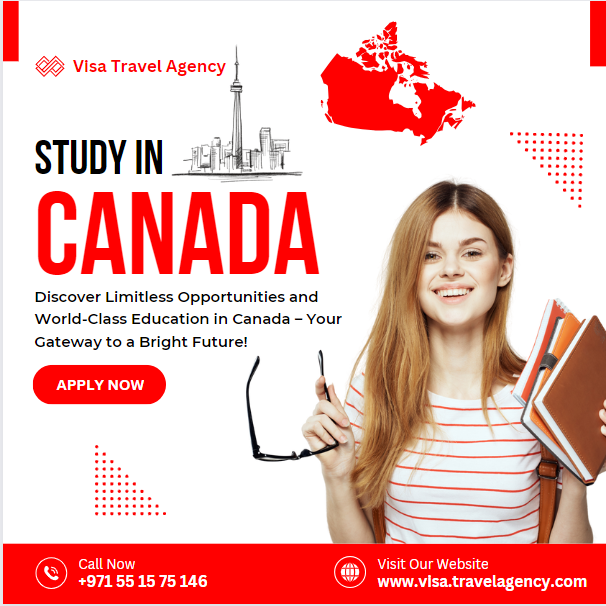 Visa Travel Agency
STUDY IN
CANADA
Discover Limitless Opportunities and
World-Class Education in Canada – Your
Gateway to a Bright Future!
APPLY NOW
Call Now
+971 55 15 75 146
Visit Our Website
www.vlsa.travelagency.com